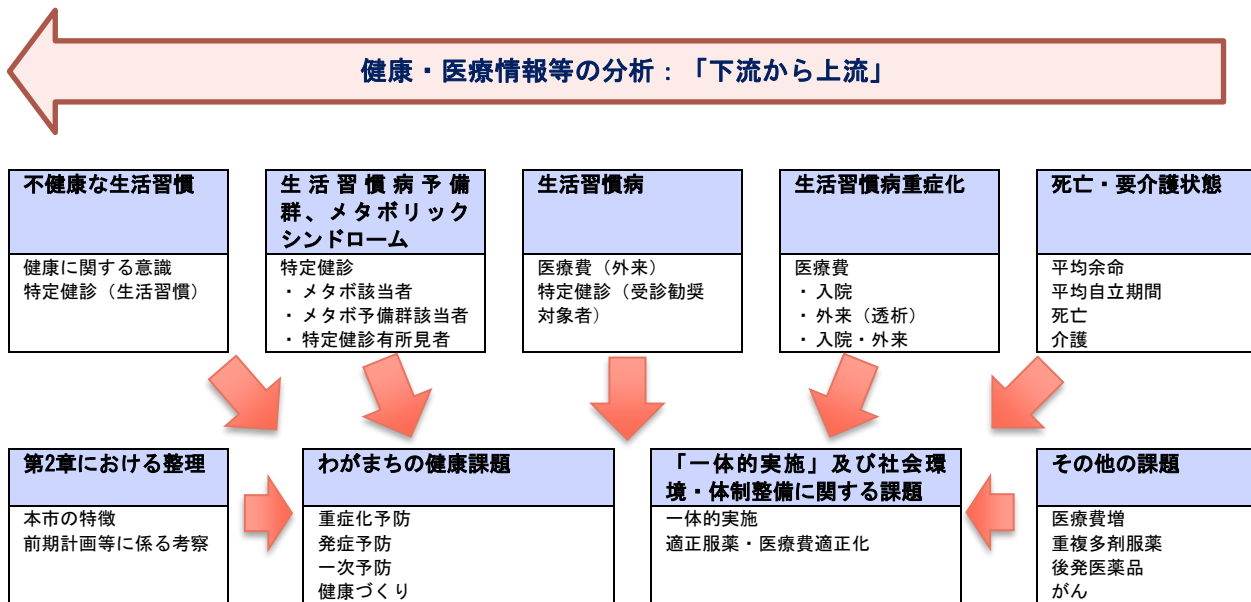 健康・医療情報等の分析：「下流から上流」
不健康な生活習慣
健康に関する意識
特定健診（生活習慣）
生活習慣病予備
群、メタボリック
シンドローム
特定健診
・メタボ該当者
・メタボ予備群該当者
・特定健診有所見者
生活習慣病
医療費（外来）
特定健診（受診勧奨
対象者）
生活習慣病重症化
医療費
・入院
・外来（透析）
・入院・外来
死亡・要介護状態
平均余命
平均自立期間
死亡
介護
第2章における整理
本市の特徴
前期計画等に係る考察
わがまちの健康課題
重症化予防
発症予防
一次予防
健康づくり
「一体的実施」及び社会環
境・体制整備に関する課題
一体的実施
適正服薬・医療費適正化
その他の課題
医療費増
重複多剤服薬
後発医薬品
がん